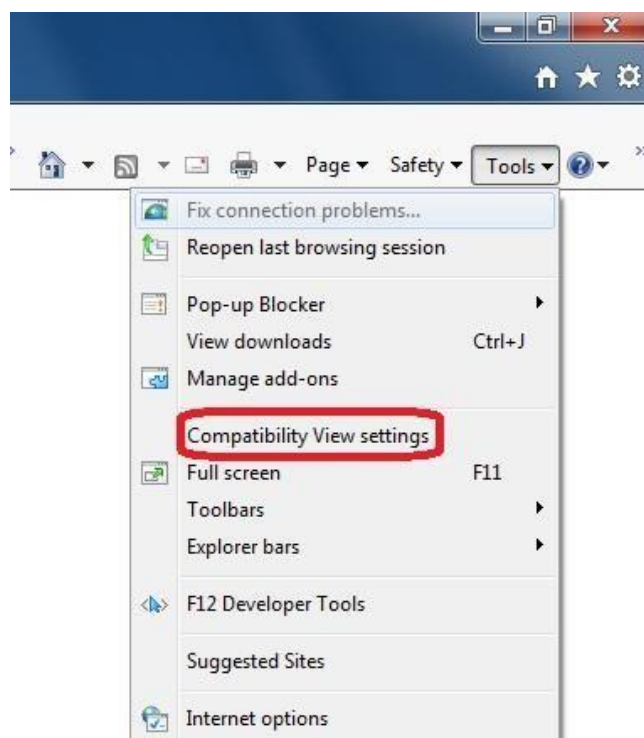 Page Safety Tools
Fix connection problems...
Reopen last browsing session
Pop-up Blocker
View downloads Ctrl+J
Manage add-ons
Compatibility View settings
Full screen F11
Toolbars
Explorer bars
F12 Developer Tools
Suggested Sites
Internet options